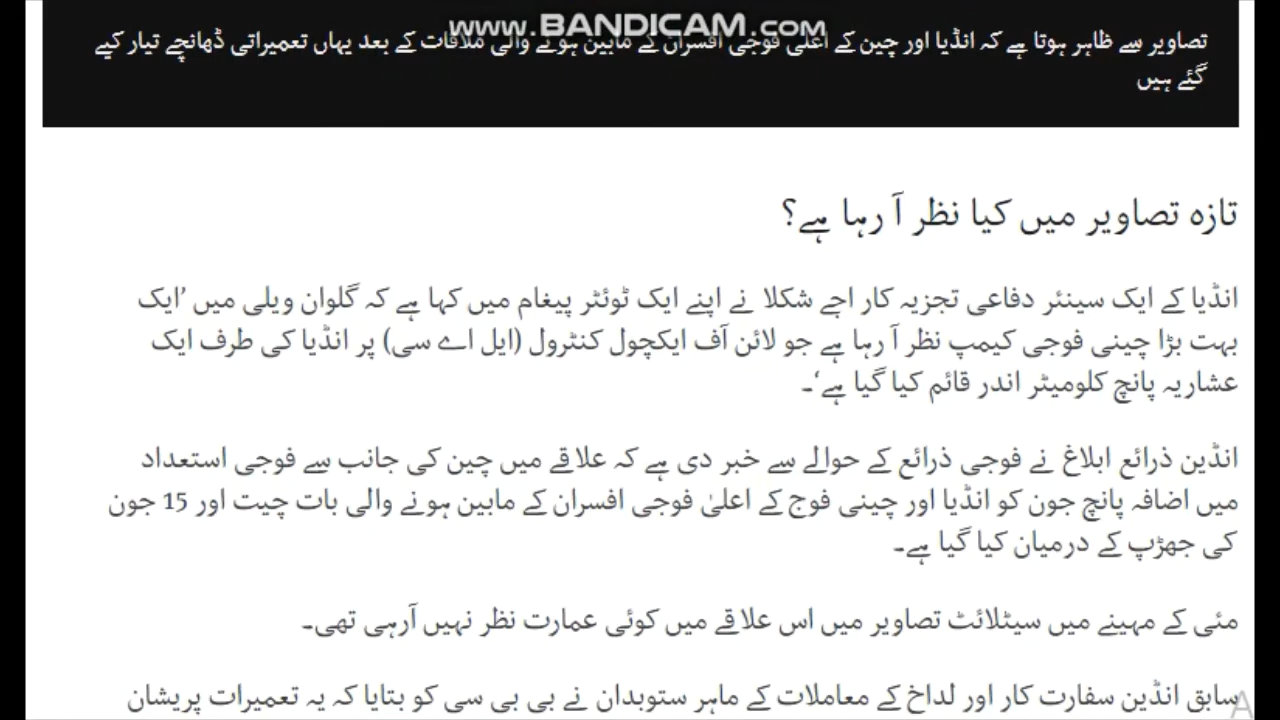 www.BANDICAM.com
تصاویر سے ظاہر ہوتا ہے کہ انڈیا اور چین کے اعلیٰ فوجی افسران کے مابین ہونے والی ملاقات کے بعد یہاں تعمیراتی ڈھانچے تیار کیے
گئے ہیں
تازہ تصاویر میں کیا نظر آ رہا ہے؟
انڈیا کے ایک سینئر دفاعی تجزیہ کار اجے شکلا نے اپنے ایک ٹوئٹر پیغام میں کہا ہے کہ گلوان ویلی میں ’ایک
بہت بڑا چینی فوجی کیمپ نظر آ رہا ہے جو لائن آف ایکچول کنٹرول (ایل اے سی) پر انڈیا کی طرف ایک
عشاریہ پانچ کلومیٹر اندر قائم کیا گیا ہے‘۔
انڈین ذرائع ابلاغ نے فوجی ذرائع کے حوالے سے خبر دی ہے کہ علاقے میں چین کی جانب سے فوجی استعداد
میں اضافہ پانچ جون کو انڈیا اور چینی فوج کے اعلیٰ فوجی افسران کے مابین ہونے والی بات چیت اور 15 جون
کی جھڑپ کے درمیان کیا گیا ہے۔
مئی کے مہینے میں سیٹلائٹ تصاویر میں اس علاقے میں کوئی عمارت نظر نہیں آرہی تھی۔
سابق انڈین سفارت کار اور لداخ کے معاملات کے ماہر ستوبدان نے بی بی سی کو بتایا کہ یہ تعمیرات پریشان
A